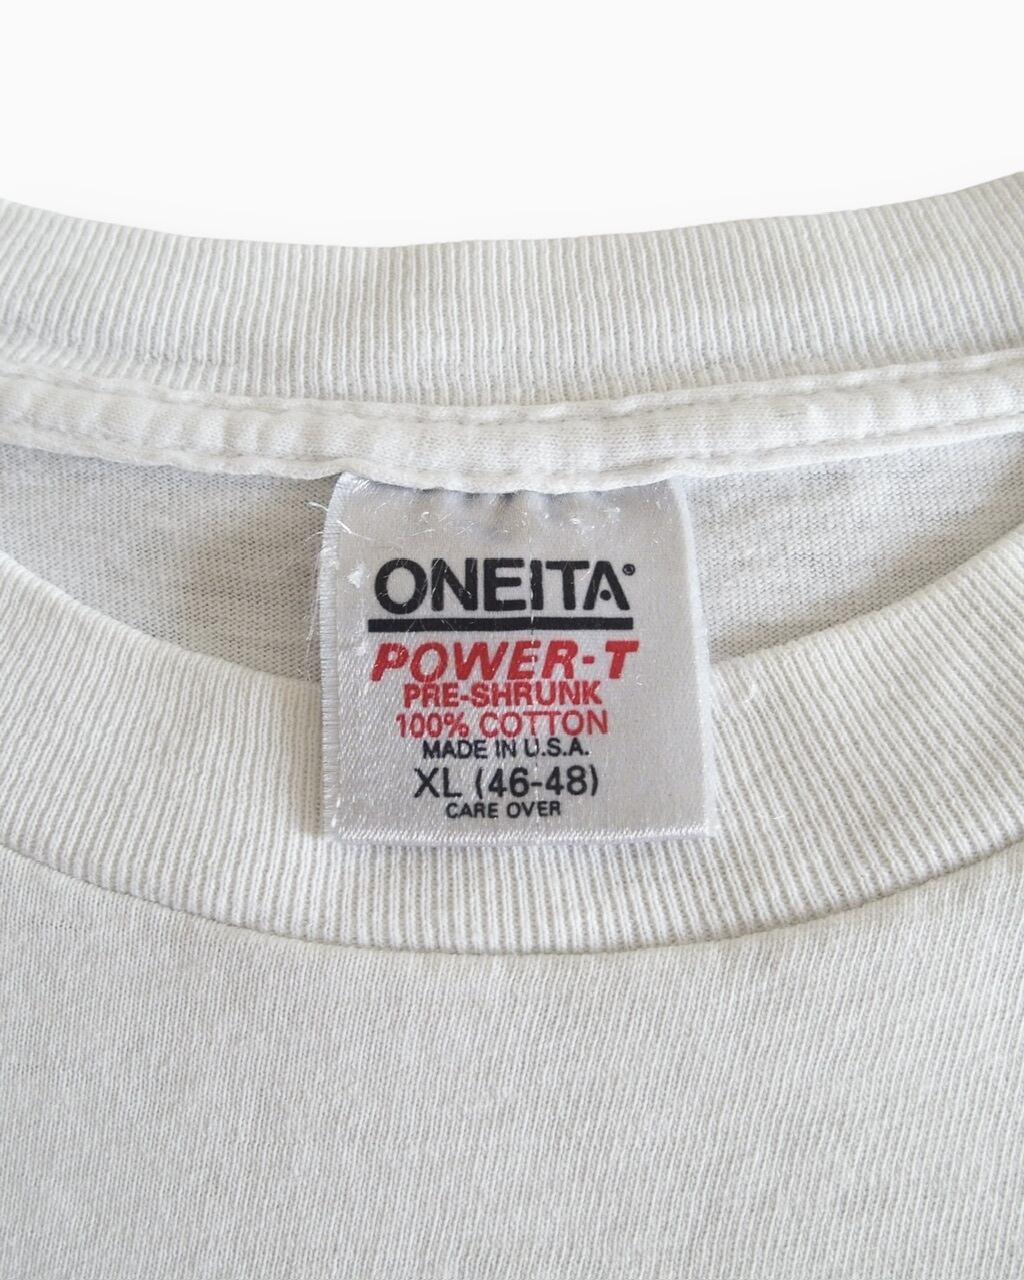 ONEITA®
POWER-T
PRE-SHRUNK
100% COTTON
MADE IN U.S.A.
XL (46-48)
CARE OVER